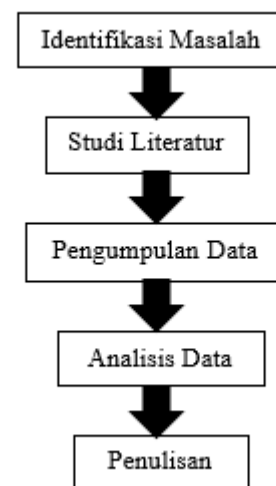 Identifikasi Masalah
Studi Literatur
Pengumpulan Data
Analisis Data
Penulisan